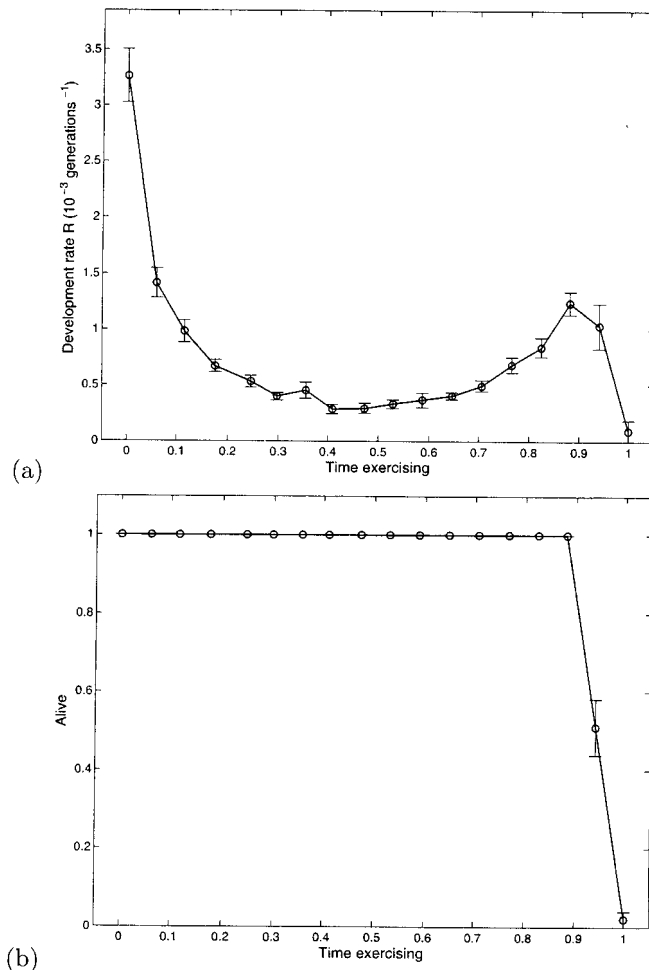 3.5
3
2.5
2
1.5
1
0.5
0
Development rate R (10⁻³ generations⁻¹)
0 0.1 0.2 0.3 0.4 0.5 0.6 0.7 0.8 0.9 1
Time exercising
(a)
1
0.8
0.6
0.4
0.2
0
Alive
0 0.1 0.2 0.3 0.4 0.5 0.6 0.7 0.8 0.9 1
Time exercising
(b)